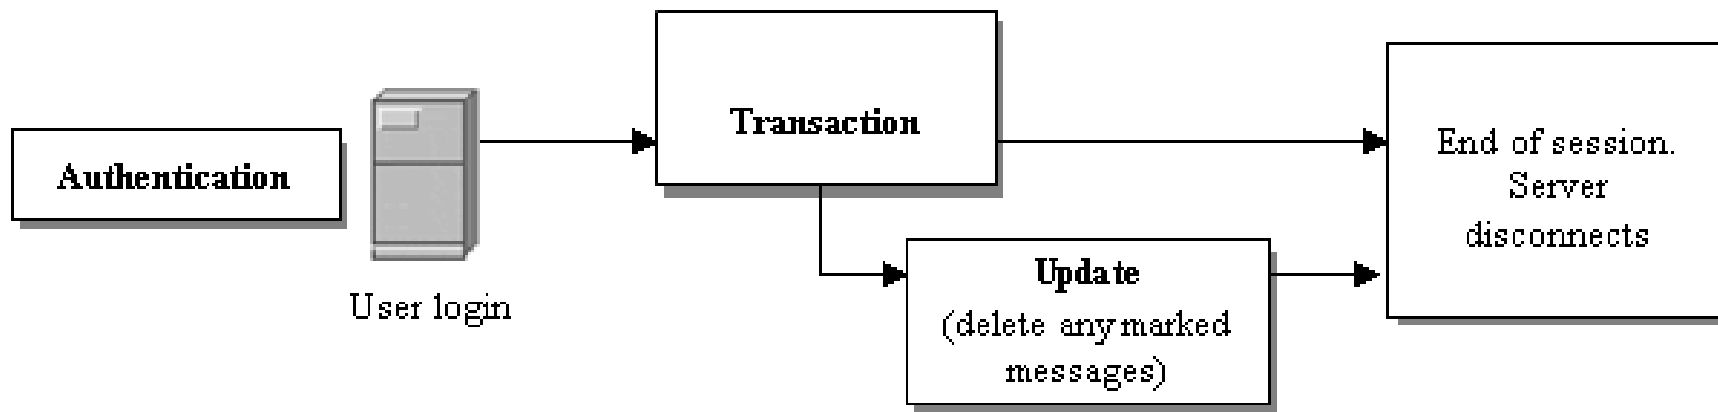 Authentication
User login
Transaction
Update
(delete any marked
messages)
End of session.
Server
disconnects